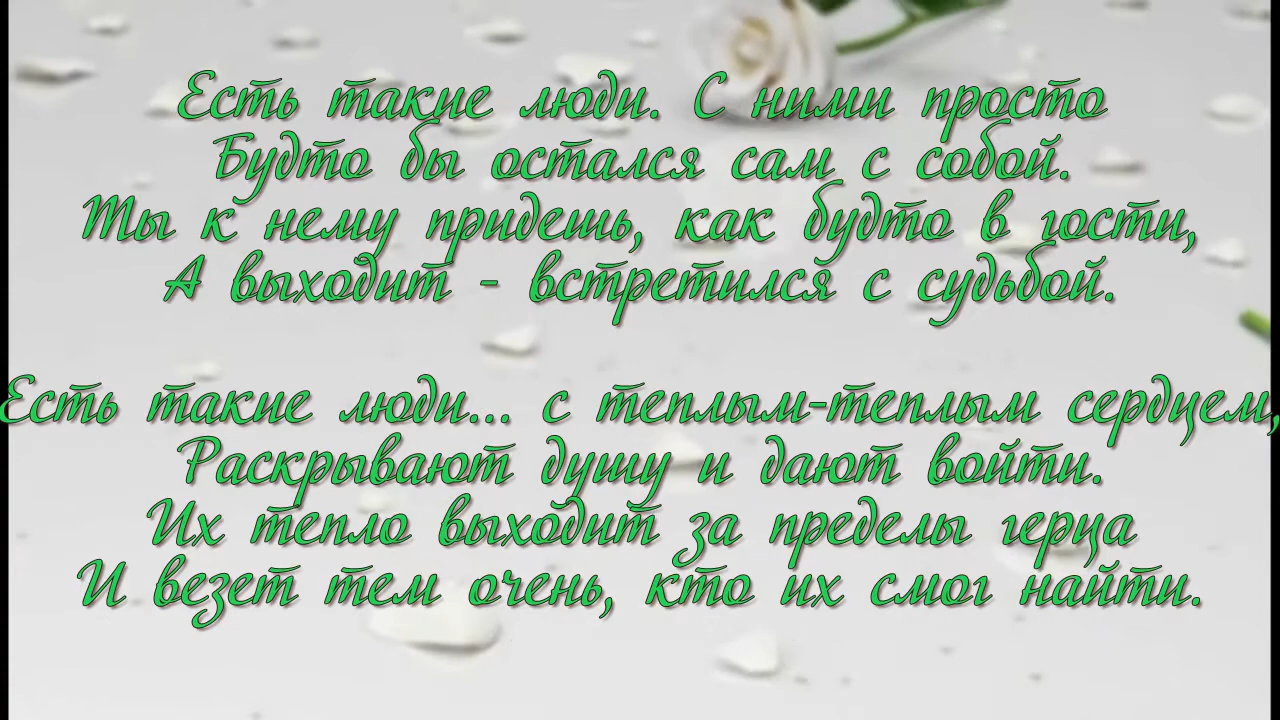 Есть такие люди. С ними просто
Будто бы остался сам с собой.
Ты к нему придешь, как будто в гости,
А выходит - встретился с судьбой.
Есть такие люди... с теплым-теплым сердцем,
Раскрывают душу и дают войти.
Их тепло выходит за пределы герца
И везет тем очень, кто их смог найти.